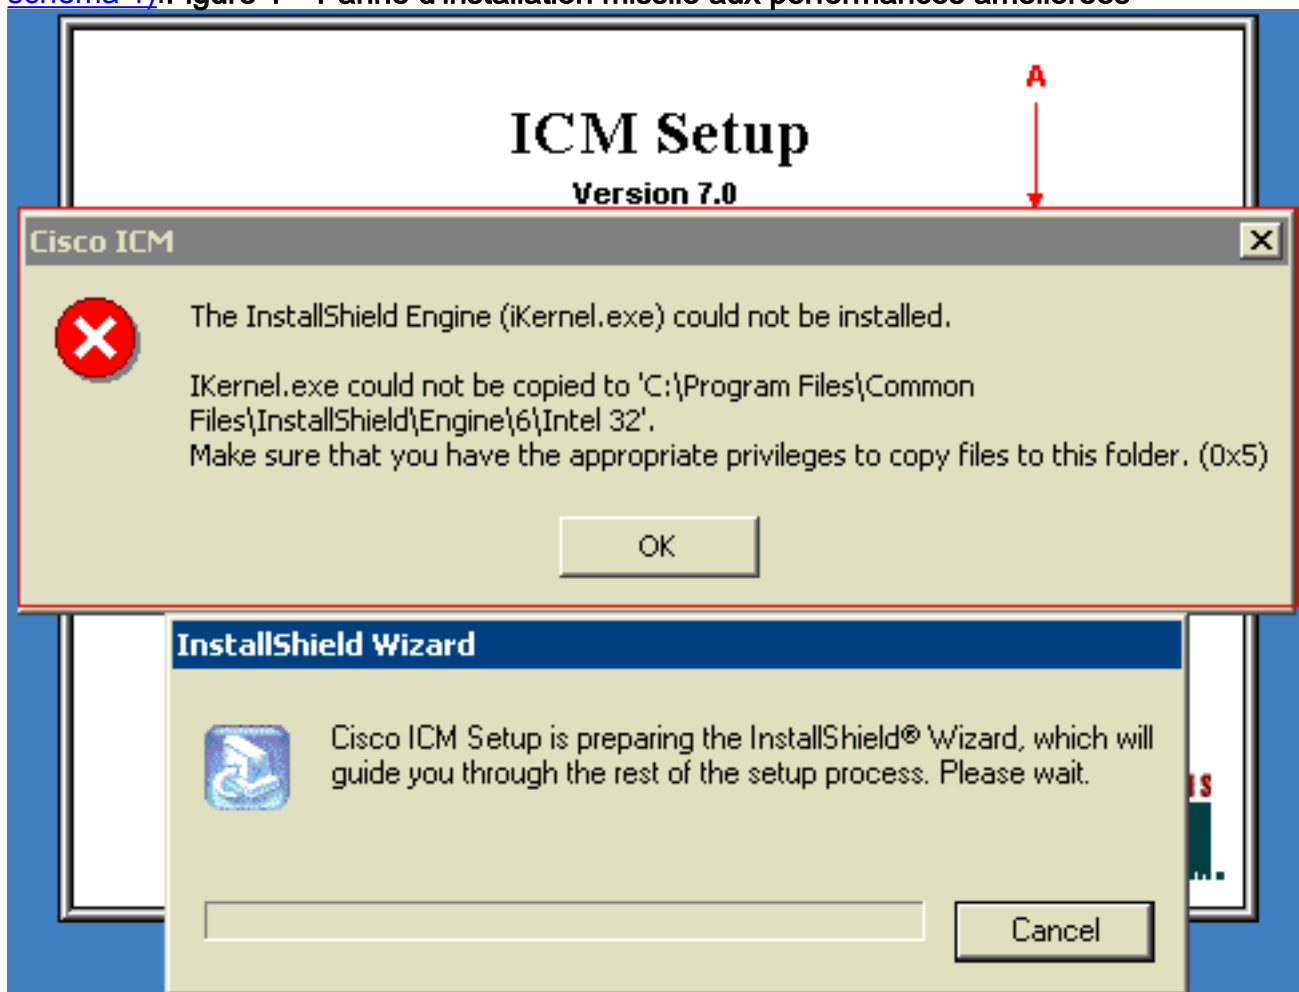 A
ICM Setup
Version 7.0
Cisco ICM
The InstallShield Engine (iKernel.exe) could not be installed.
IKernel.exe could not be copied to 'C:\Program Files\Common
Files\InstallShield\Engine\6\Intel 32'.
Make sure that you have the appropriate privileges to copy files to this folder. (0x5)
OK
InstallShield Wizard
Cisco ICM Setup is preparing the InstallShield® Wizard, which will
guide you through the rest of the setup process. Please wait.
Cancel